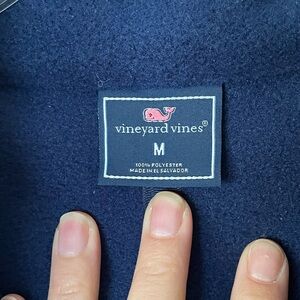 vineyard vines®
M
100% POLYESTER
MADE IN EL SALVADOR